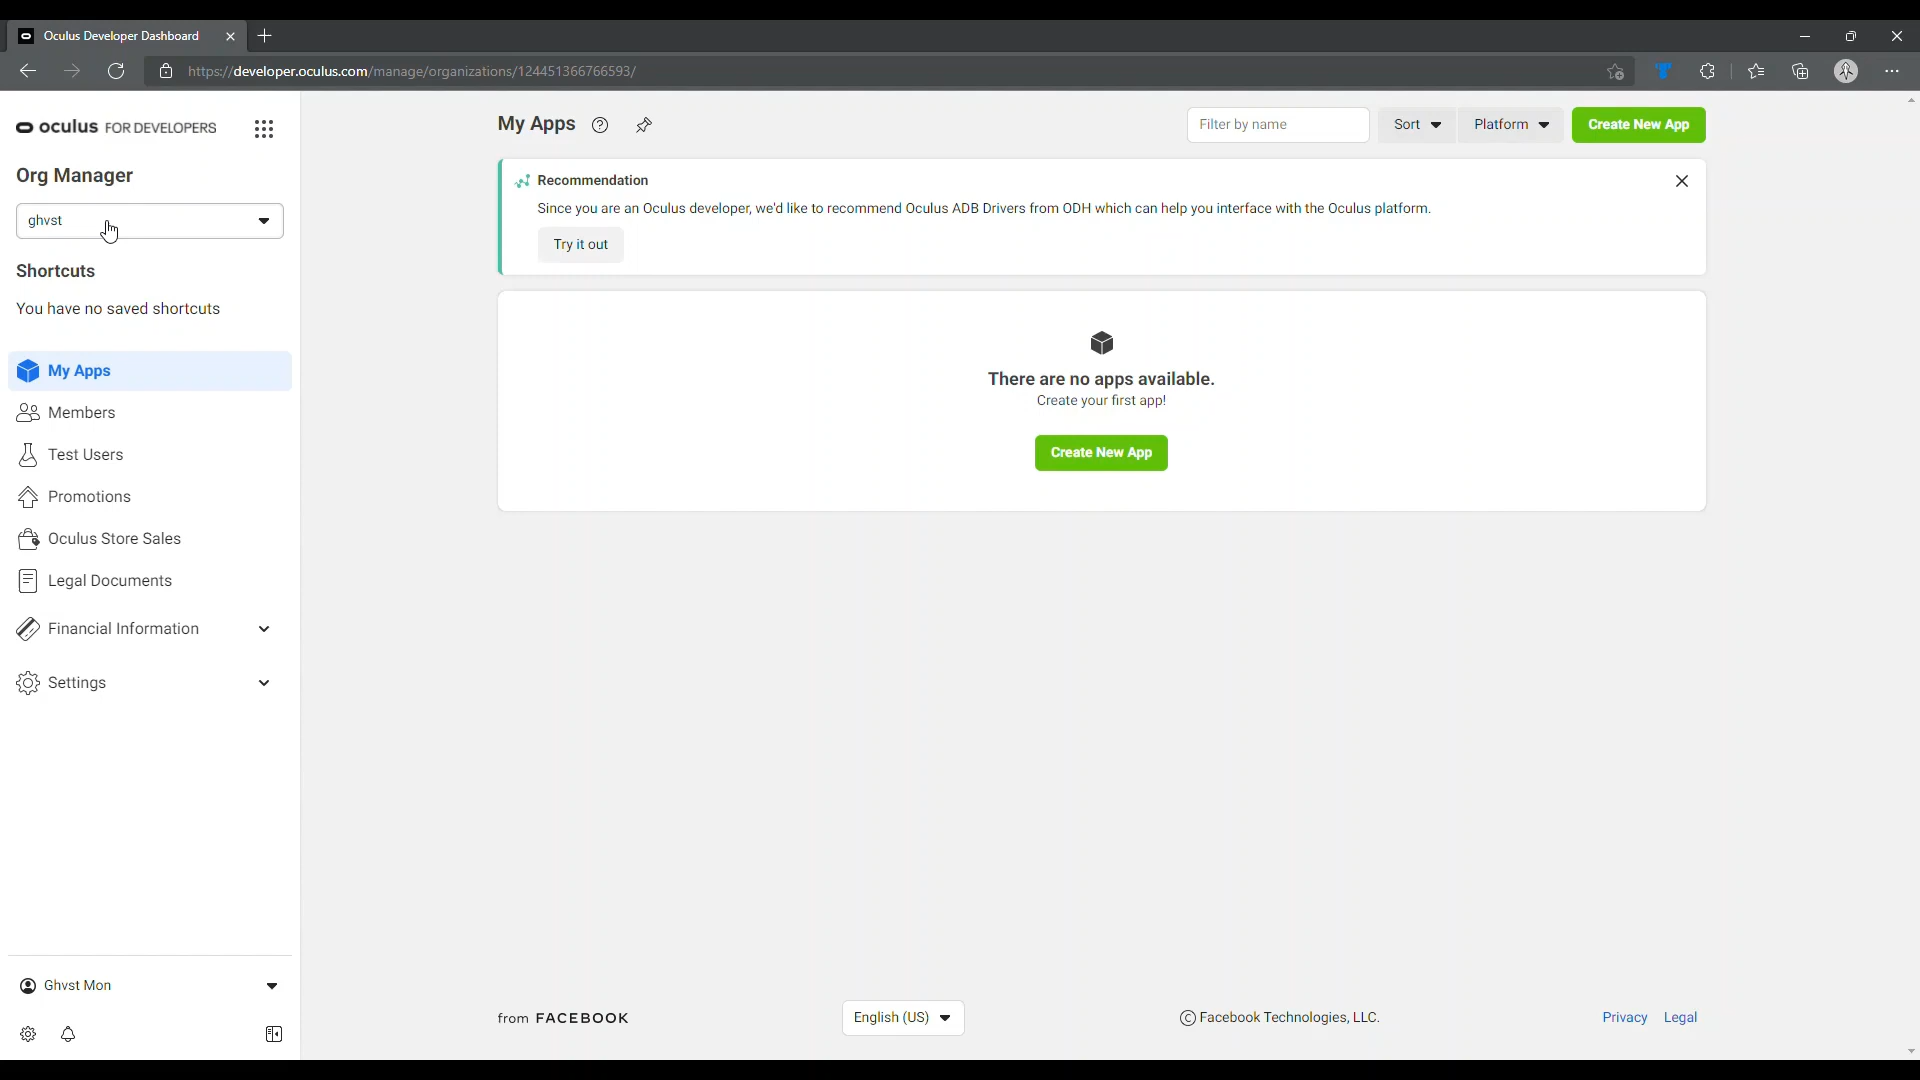 Oculus Developer Dashboard
https://developer.oculus.com/manage/organizations/124451366766593/
oculus FOR DEVELOPERS
Org Manager
ghvst
Shortcuts
You have no saved shortcuts
My Apps
Members
Test Users
Promotions
Oculus Store Sales
Legal Documents
Financial Information
Settings
Ghvst Mon
My Apps
Filter by name
Sort
Platform
Create New App
Recommendation
Since you are an Oculus developer, we'd like to recommend Oculus ADB Drivers from ODH which can help you interface with the Oculus platform.
Try it out
There are no apps available.
Create your first app!
Create New App
from FACEBOOK
English (US)
© Facebook Technologies, LLC.
Privacy
Legal